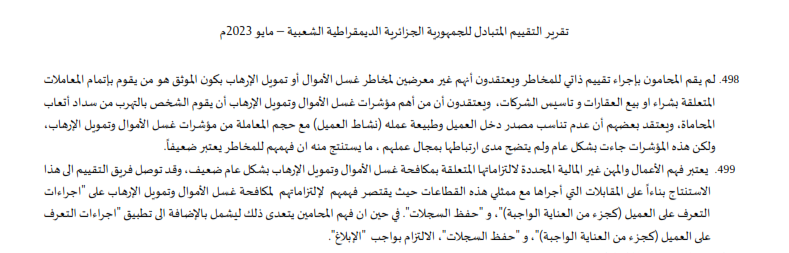 تقرير التقييم المتبادل للجمهورية الجزائرية الديمقراطية الشعبية – مايو 2023م
498. لم يقم المحامون بإجراء تقييم ذاتي للمخاطر ويعتقدون أنهم غير معرضين لمخاطر غسل الأموال أو تمويل الإرهاب بكون الموثق هو من يقوم بإتمام المعاملات
المتعلقة بشراء او بيع العقارات و تاسيس الشركات، ويعتقدون أن من أهم مؤشرات غسل الأموال وتمويل الإرهاب أن يقوم الشخص بالتهرب من سداد أتعاب
المحاماة، ويعتقد بعضهم أن عدم تناسب مصدر دخل العميل وطبيعة عمله (نشاط العميل) مع حجم المعاملة من مؤشرات غسل الأموال وتمويل الإرهاب،
ولكن هذه المؤشرات جاءت بشكل عام ولم يتضح مدى ارتباطها بمجال عملهم ، ما يستنتج منه ان فهمهم للمخاطر يعتبر ضعيفاً.
499. يعتبر فهم الأعمال والمهن غير المالية المحددة لالتزاماتها المتعلقة بمكافحة غسل الأموال وتمويل الإرهاب بشكل عام ضعيف، وقد توصل فريق التقييم الى هذا
الاستنتاج بناءاً على المقابلات التي أجراها مع ممثلي هذه القطاعات حيث يقتصر فهمهم لإلتزاماتهم لمكافحة غسل الأموال وتمويل الإرهاب على "اجراءات
التعرف على العميل (كجزء من العناية الواجبة)"، و "حفظ السجلات". في حين ان فهم المحامين يتعدى ذلك ليشمل بالإضافة الى تطبيق "اجراءات التعرف
على العميل (كجزء من العناية الواجبة)"، و "حفظ السجلات"، الالتزام بواجب "الإبلاغ".